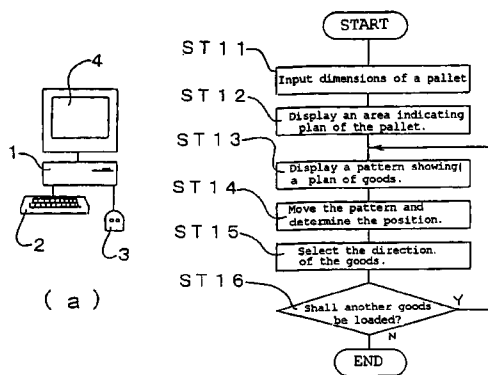 4
1
2
3
( a )
START
ST11
Input dimensions of a pallet
ST12
Display an area indicating
plan of the pallet.
ST13
Display a pattern showing(
a plan of goods.
ST14
Move the pattern and
determine the position.
ST15
Select the direction
of the goods.
ST16
Shall another goods
be loaded?
Y
N
END